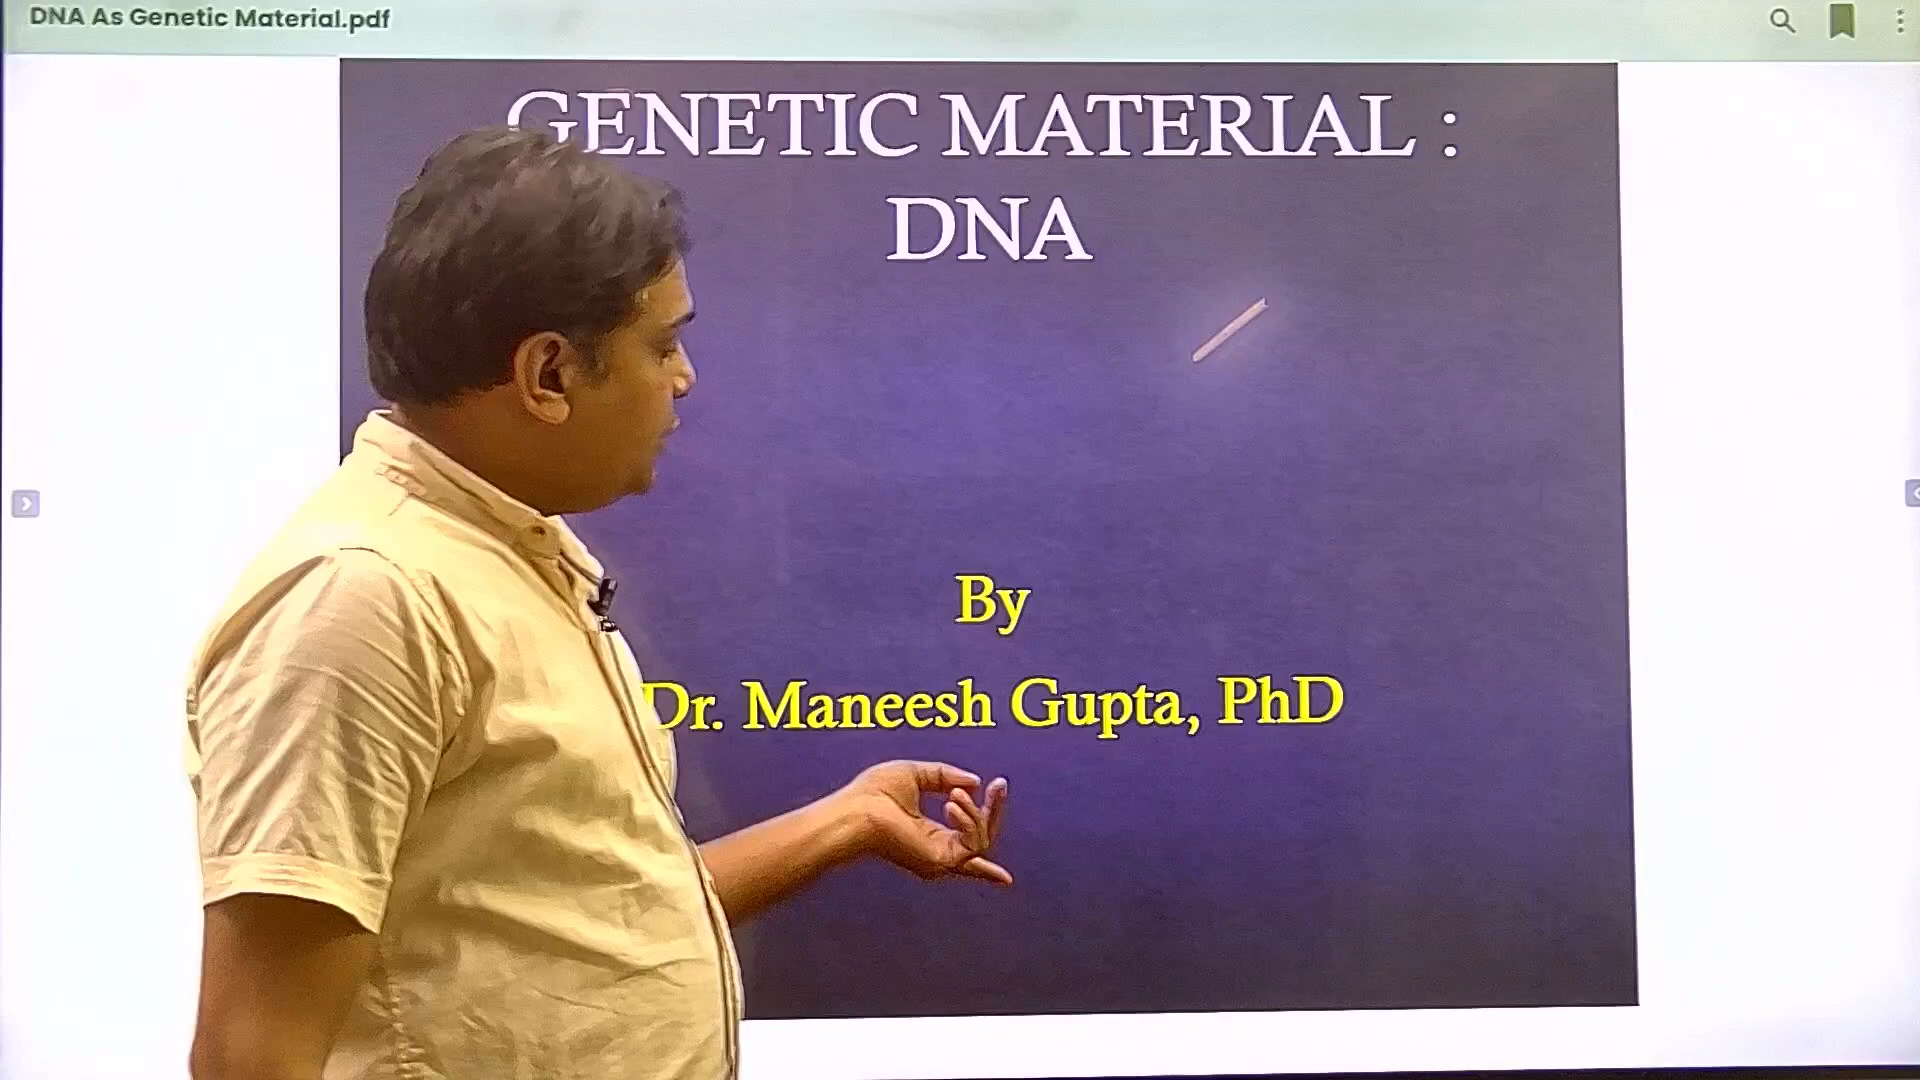 DNA As Genetic Material.pdf
GENETIC MATERIAL :
DNA
By
Dr. Maneesh Gupta, PhD